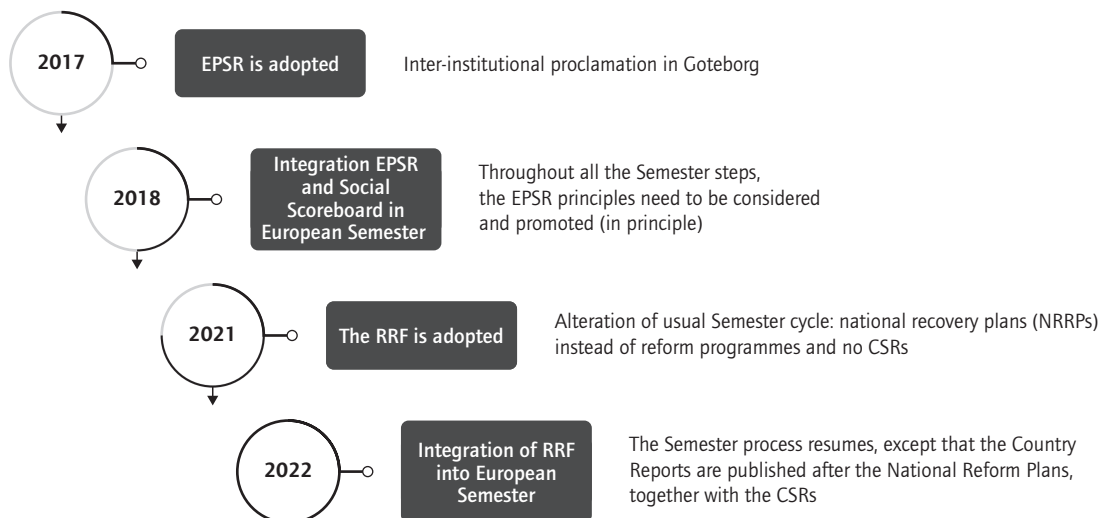 2017
EPSR is adopted
Inter-institutional proclamation in Goteborg
2018
Integration EPSR
and Social
Scoreboard in
European Semester
Throughout all the Semester steps,
the EPSR principles need to be considered
and promoted (in principle)
2021
The RRF is adopted
Alteration of usual Semester cycle: national recovery plans (NRRPs)
instead of reform programmes and no CSRs
2022
Integration of RRF
into European
Semester
The Semester process resumes, except that the Country
Reports are published after the National Reform Plans,
together with the CSRs